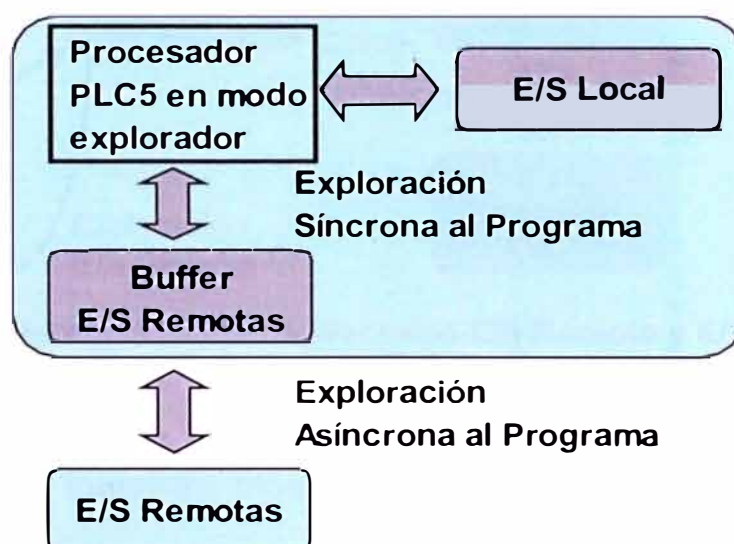 Procesador
PLC5 en modo
explorador
E/S Local
Exploración
Síncrona al Programa
Buffer
E/S Remotas
Exploración
Asíncrona al Programa
E/S Remotas